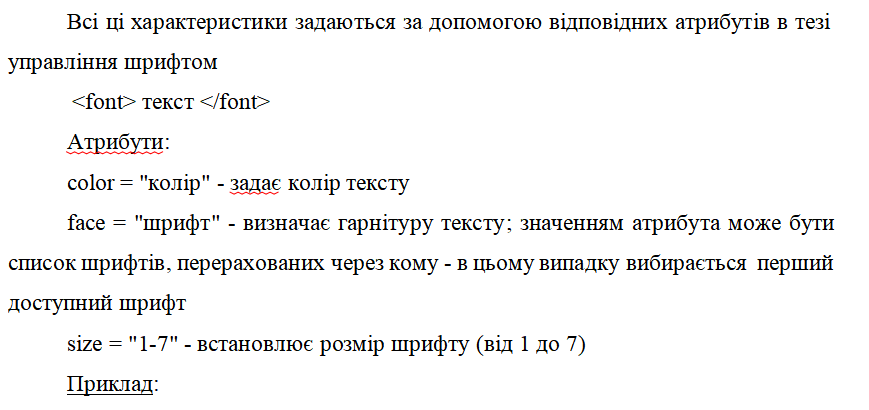 Всі ці характеристики задаються за допомогою відповідних атрибутів в тезі
управління шрифтом
<font> текст </font>
Атрибути:
color = "колір" - задає колір тексту
face = "шрифт" - визначає гарнітуру тексту; значенням атрибута може бути
список шрифтів, перерахованих через кому - в цьому випадку вибирається перший
доступний шрифт
size = "1-7" - встановлює розмір шрифту (від 1 до 7)
Приклад: